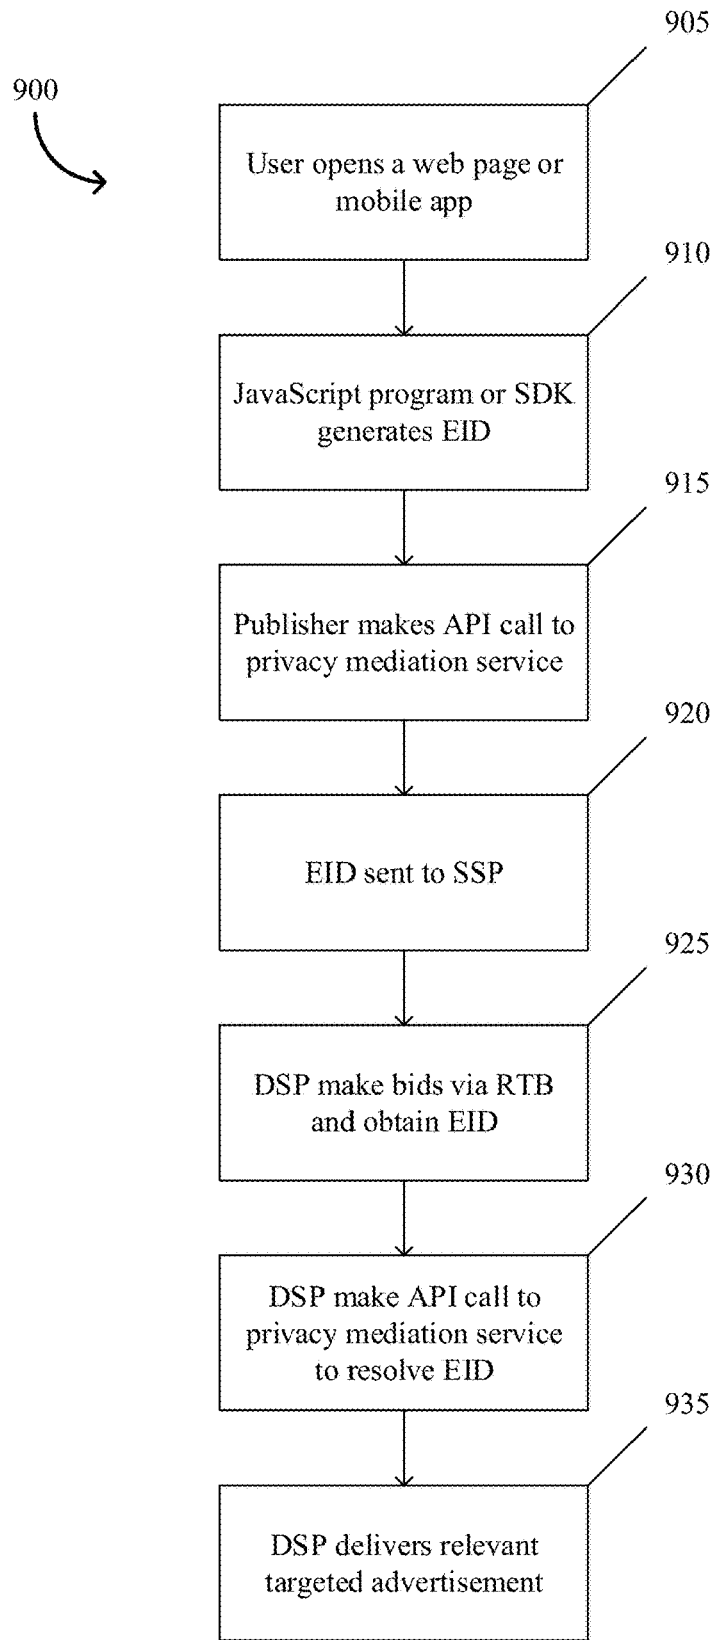 905
900
User opens a web page or
mobile app
910
JavaScript program or SDK
generates EID
915
Publisher makes API call to
privacy mediation service
920
EID sent to SSP
925
DSP make bids via RTB
and obtain EID
930
DSP make API call to
privacy mediation service
to resolve EID
935
DSP delivers relevant
targeted advertisement